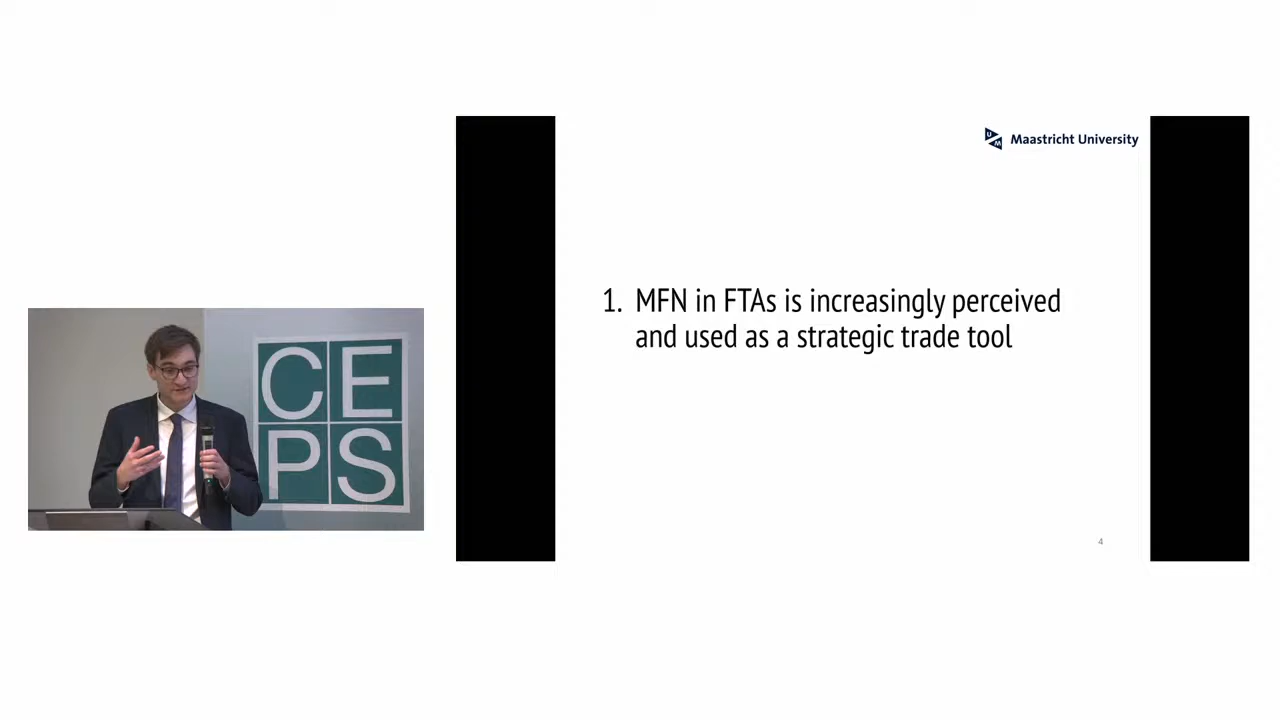 Maastricht University
1. MFN in FTAs is increasingly perceived
and used as a strategic trade tool
CE
PS
4